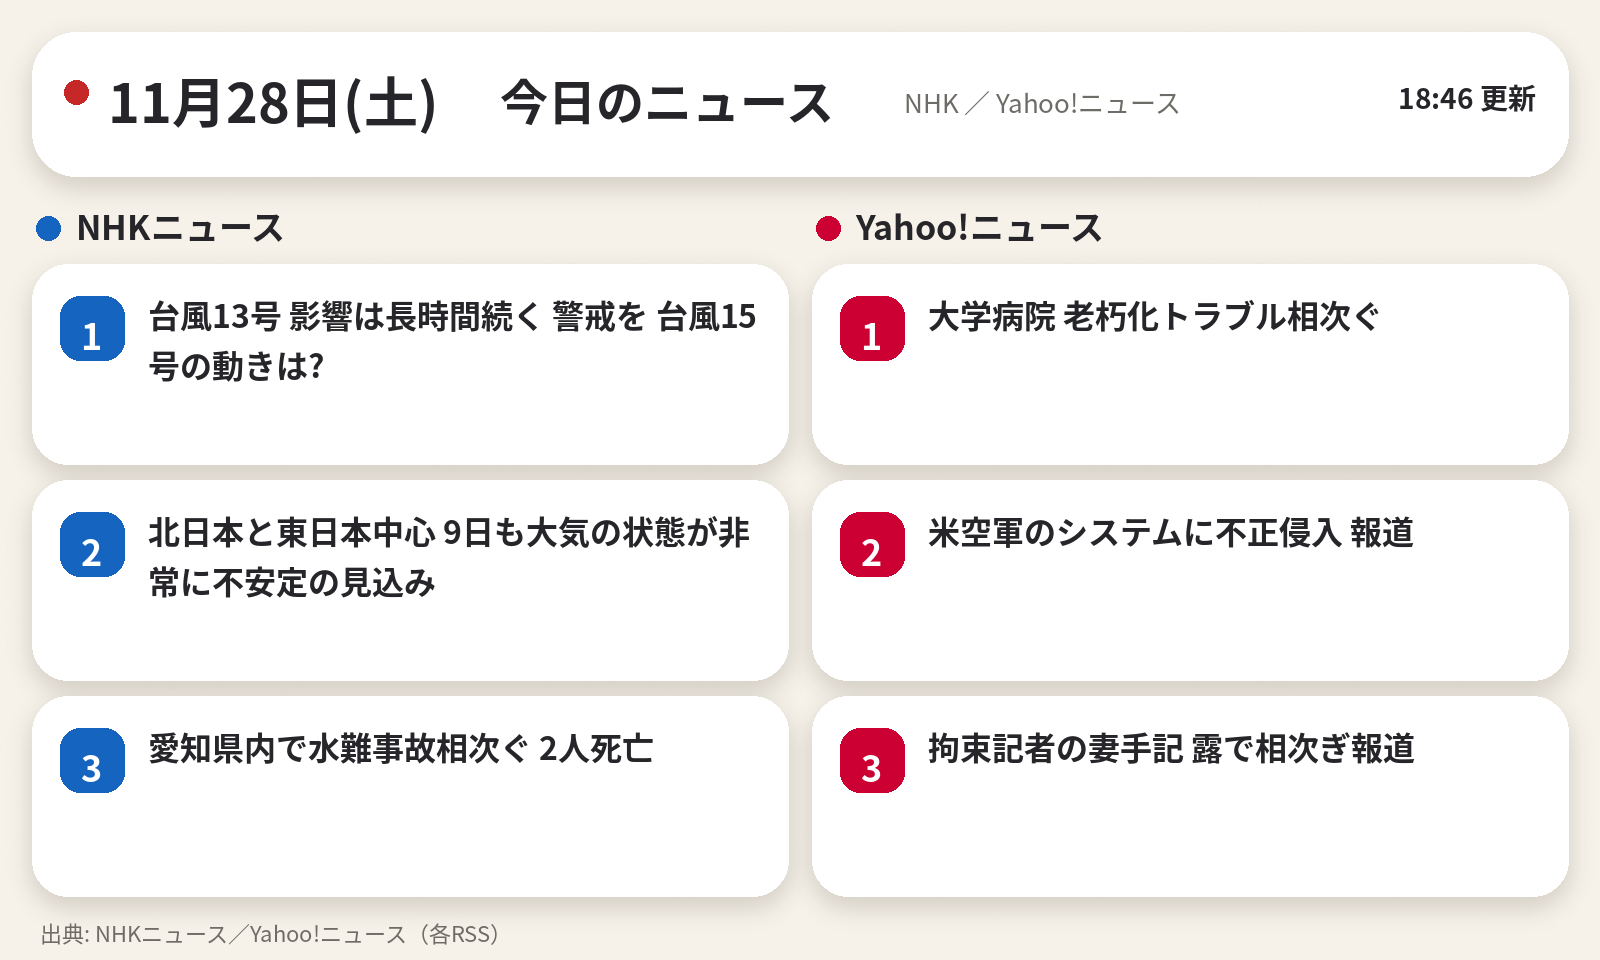 11月28日(土) 今日のニュース NHK ／ Yahoo!ニュース 18:46 更新
NHKニュース
1
台風13号 影響は長時間続く 警戒を 台風15
号の動きは?
2
北日本と東日本中心 9日も大気の状態が非
常に不安定の見込み
3
愛知県内で水難事故相次ぐ 2人死亡
Yahoo!ニュース
1
大学病院 老朽化トラブル相次ぐ
2
米空軍のシステムに不正侵入 報道
3
拘束記者の妻手記 露で相次ぎ報道
出典: NHKニュース／Yahoo!ニュース（各RSS）